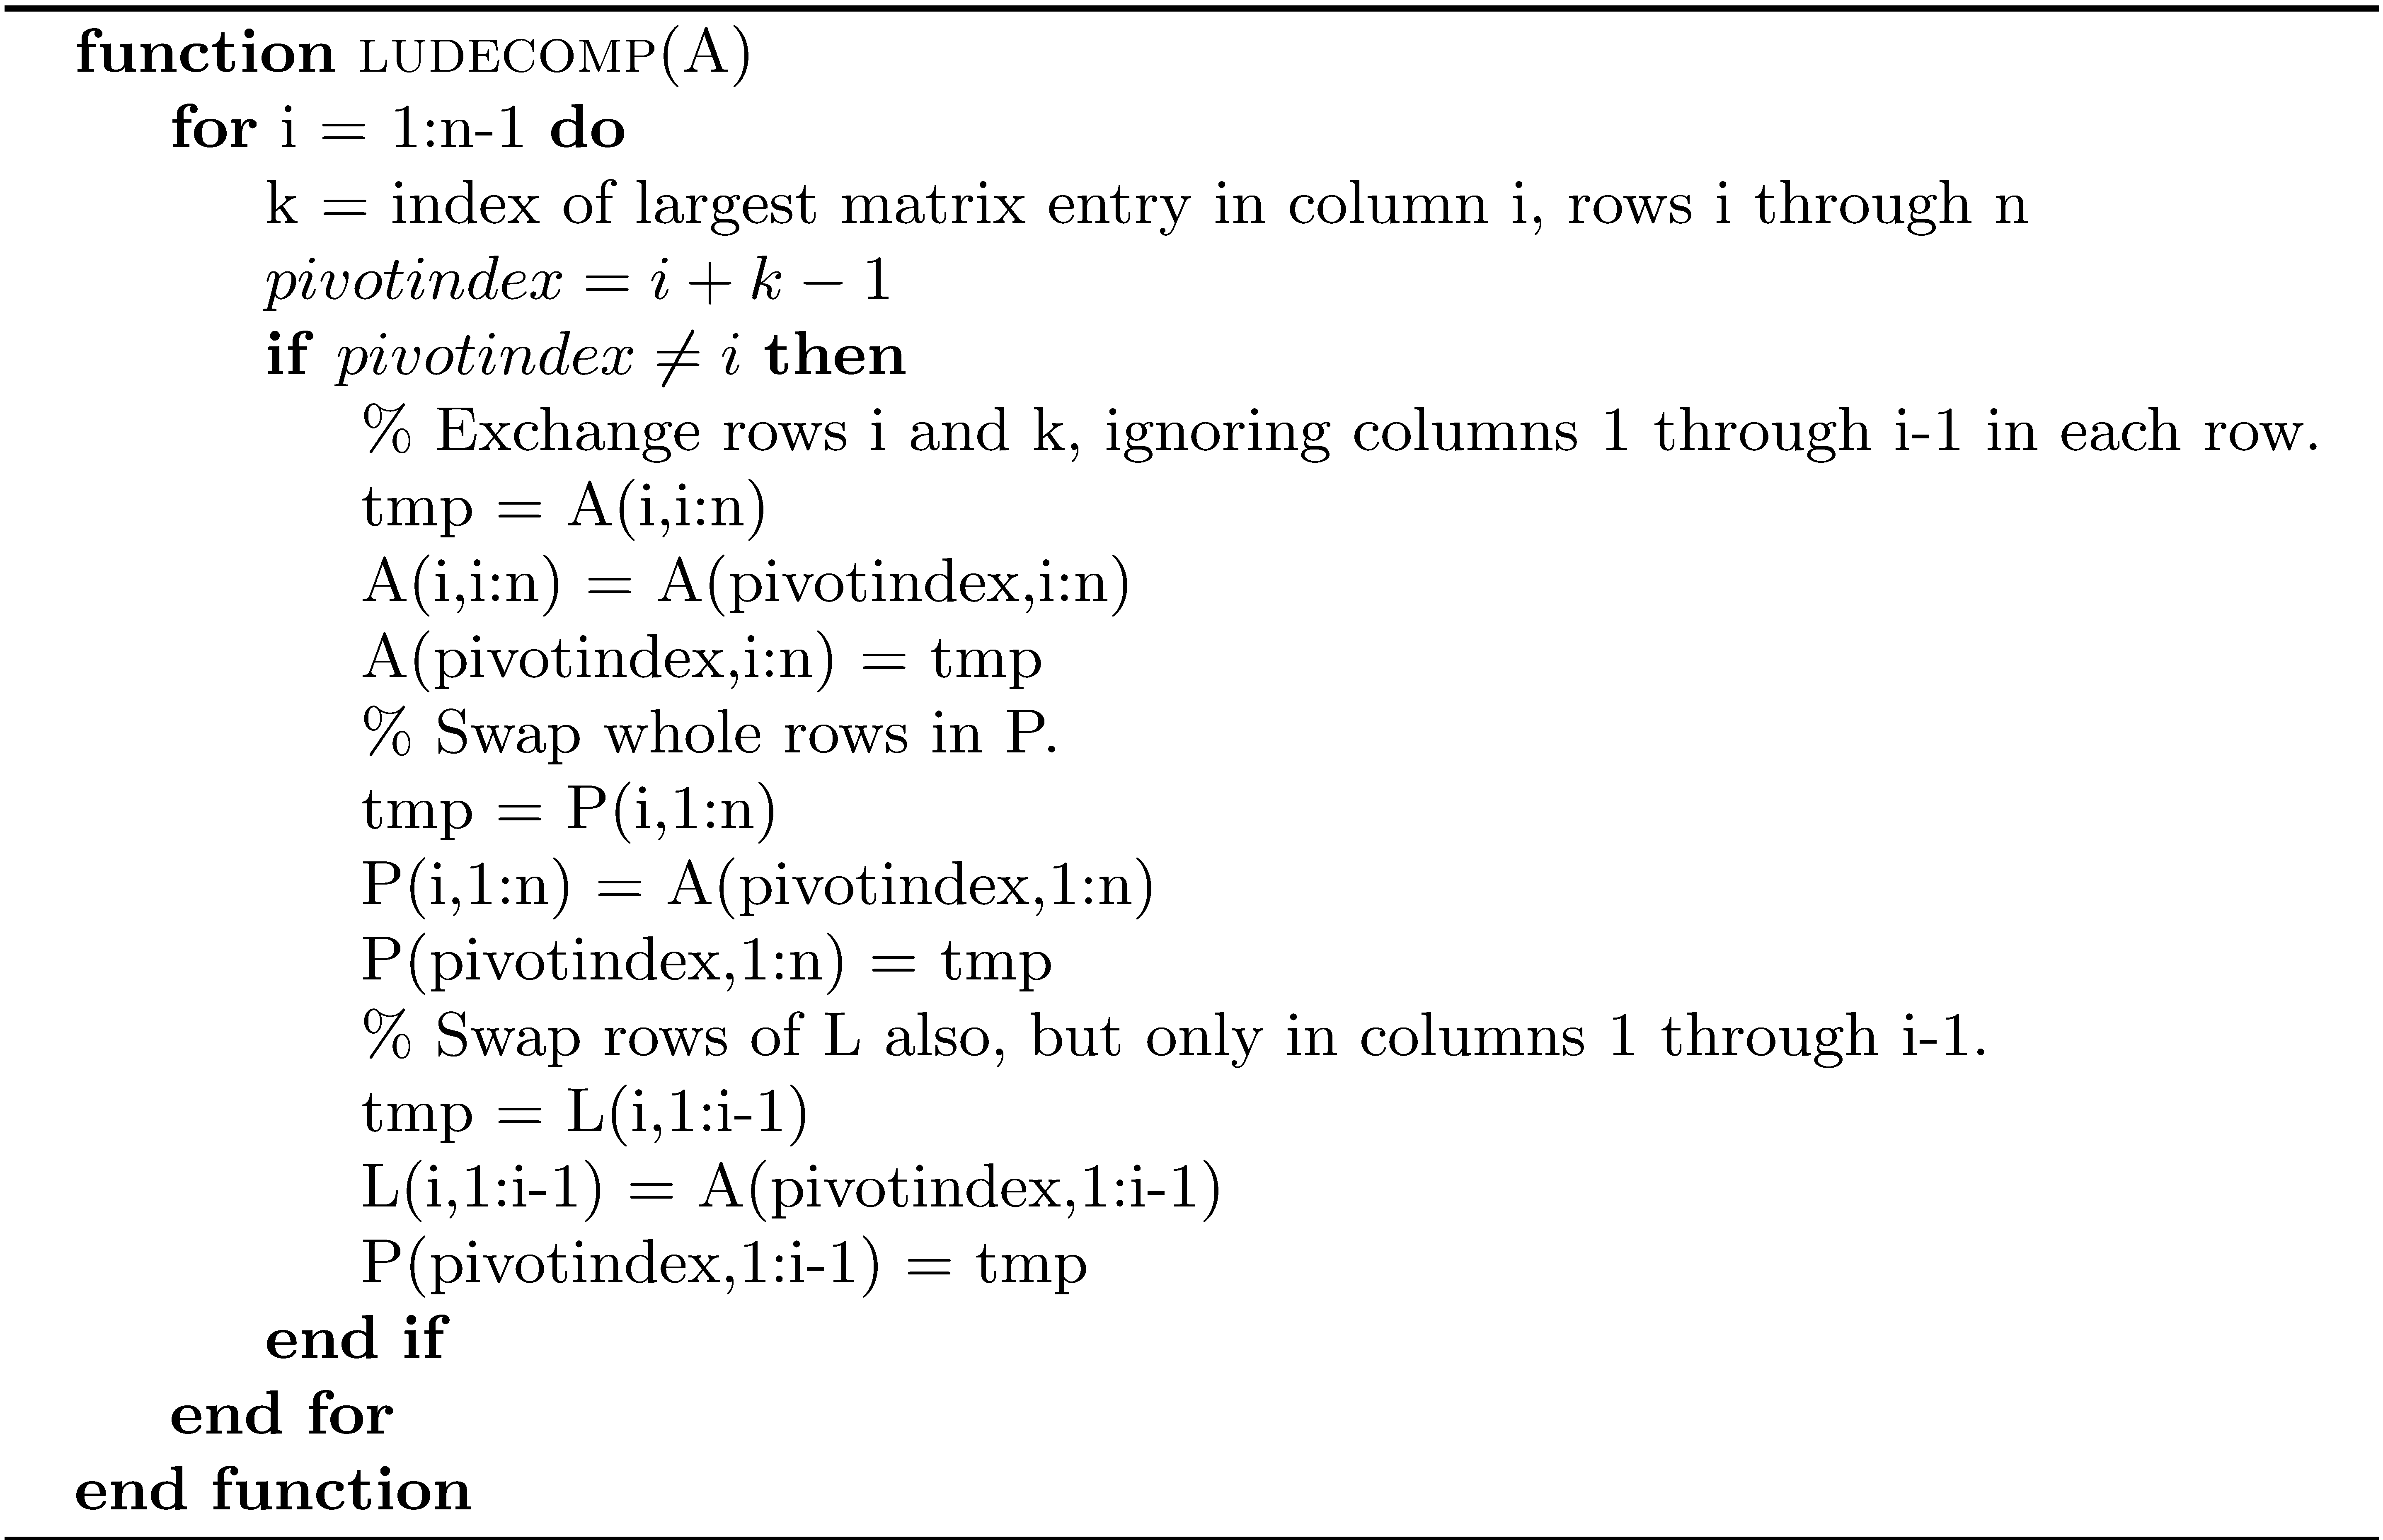 function LUDECOMP(A)
for i = 1:n-1 do
k = index of largest matrix entry in column i, rows i through n
pivotindex = i + k − 1
if pivotindex ≠ i then
% Exchange rows i and k, ignoring columns 1 through i-1 in each row.
tmp = A(i,i:n)
A(i,i:n) = A(pivotindex,i:n)
A(pivotindex,i:n) = tmp
% Swap whole rows in P.
tmp = P(i,1:n)
P(i,1:n) = A(pivotindex,1:n)
P(pivotindex,1:n) = tmp
% Swap rows of L also, but only in columns 1 through i-1.
tmp = L(i,1:i-1)
L(i,1:i-1) = A(pivotindex,1:i-1)
P(pivotindex,1:i-1) = tmp
end if
end for
end function